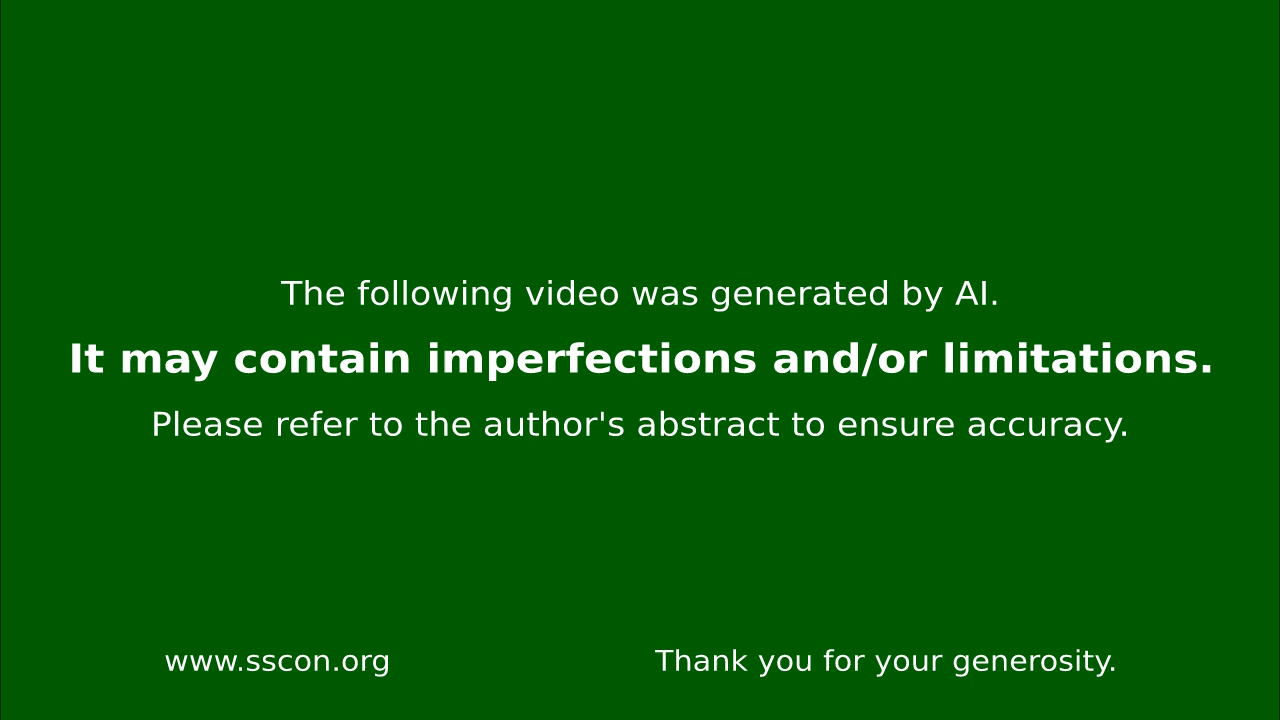 The following video was generated by AI.
It may contain imperfections and/or limitations.
Please refer to the author's abstract to ensure accuracy.
www.sscon.org
Thank you for your generosity.